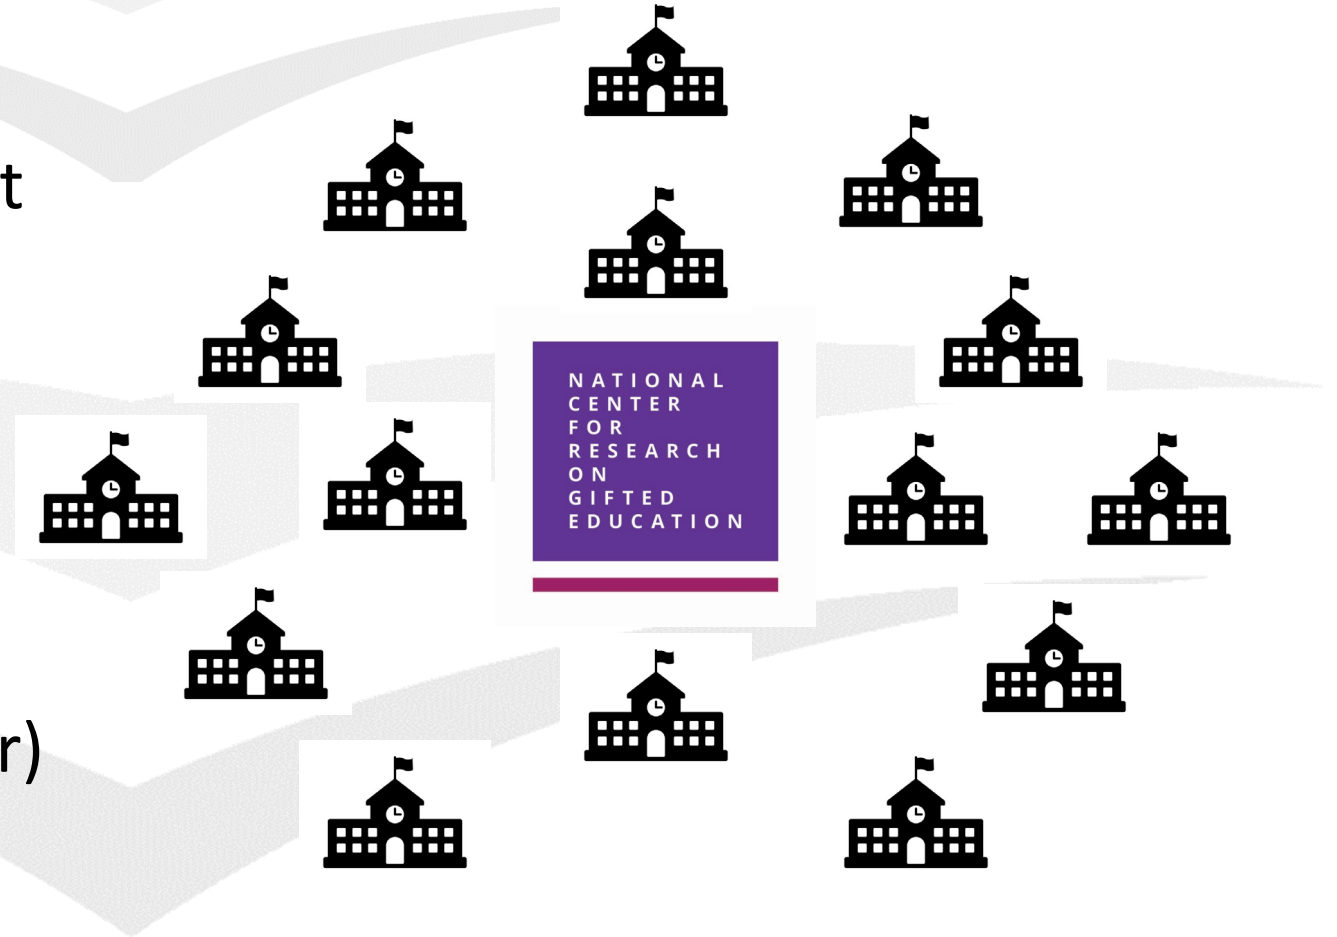 t
NATIONAL
CENTER
FOR
RESEARCH
ON
GIFTED
EDUCATION
r)